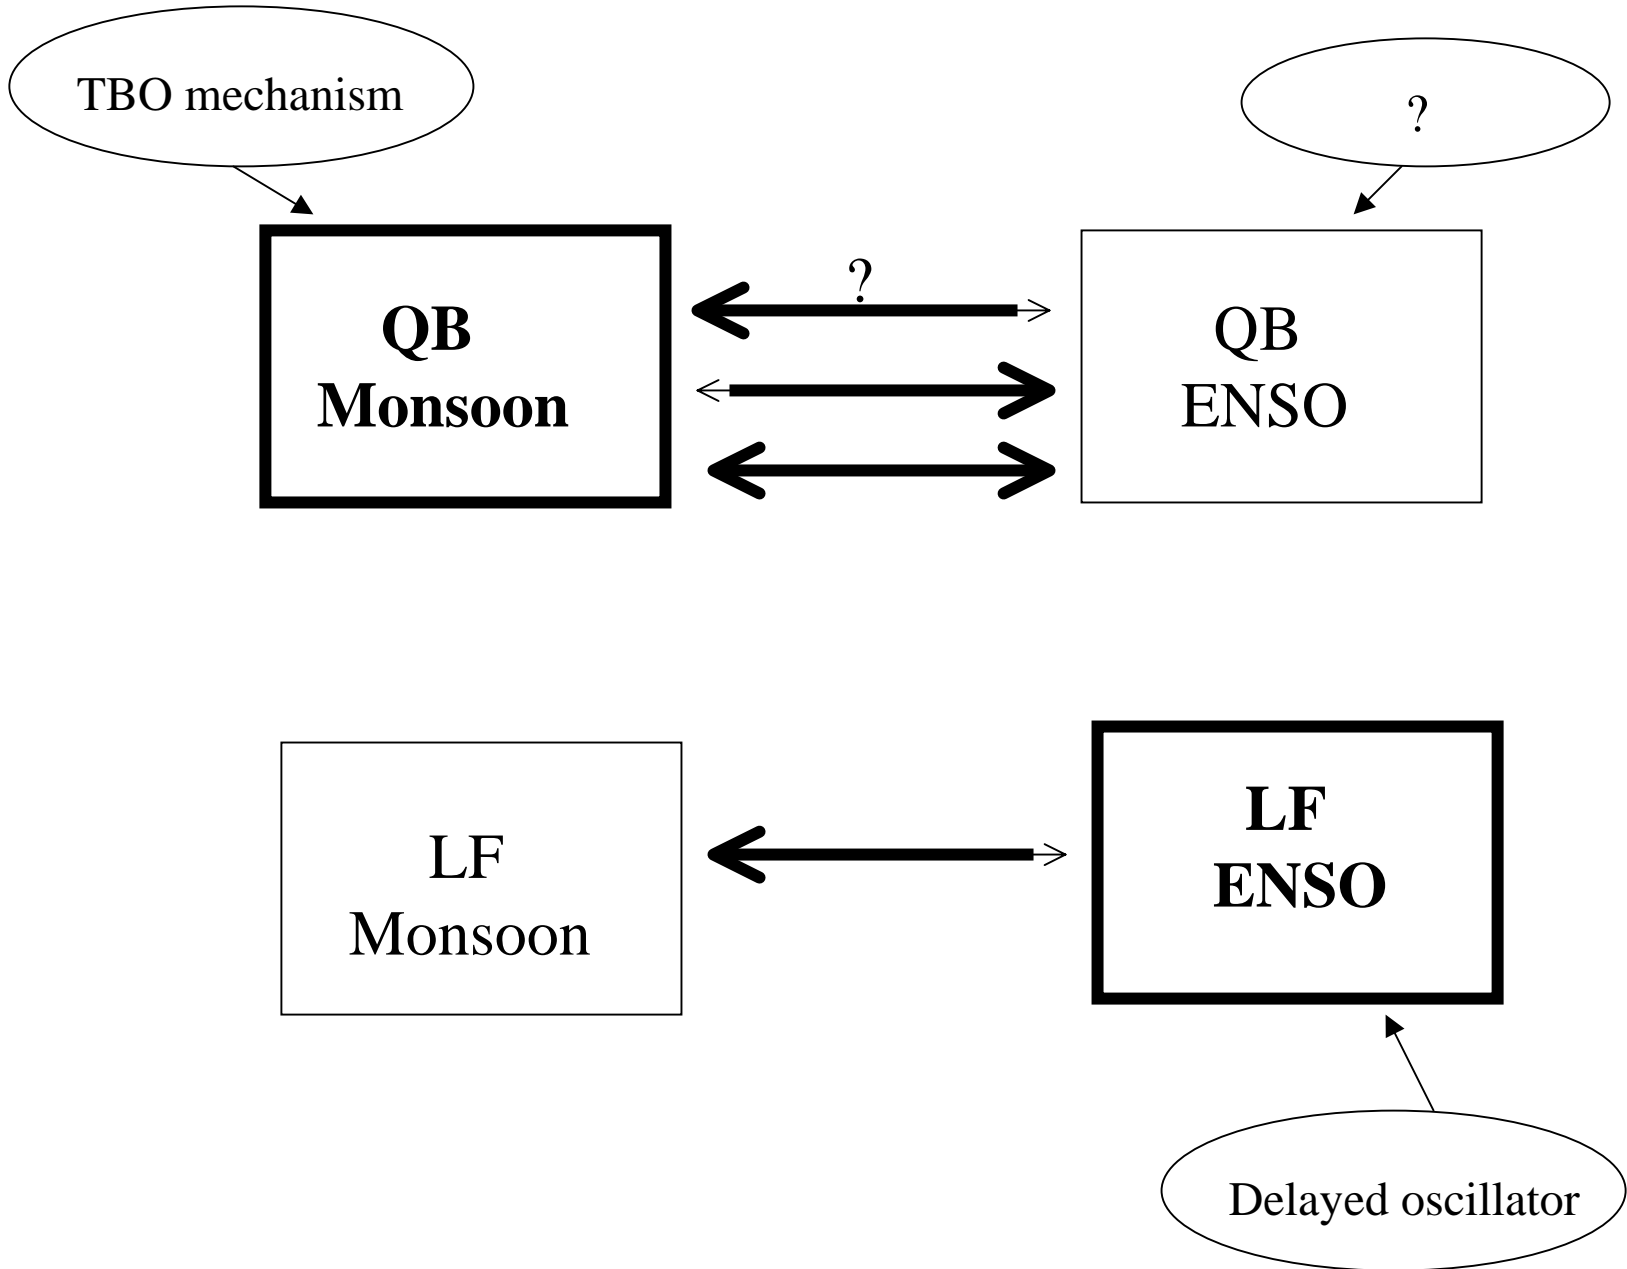 TBO mechanism
?
?
QB
Monsoon
QB
ENSO
LF
Monsoon
LF
ENSO
Delayed oscillator